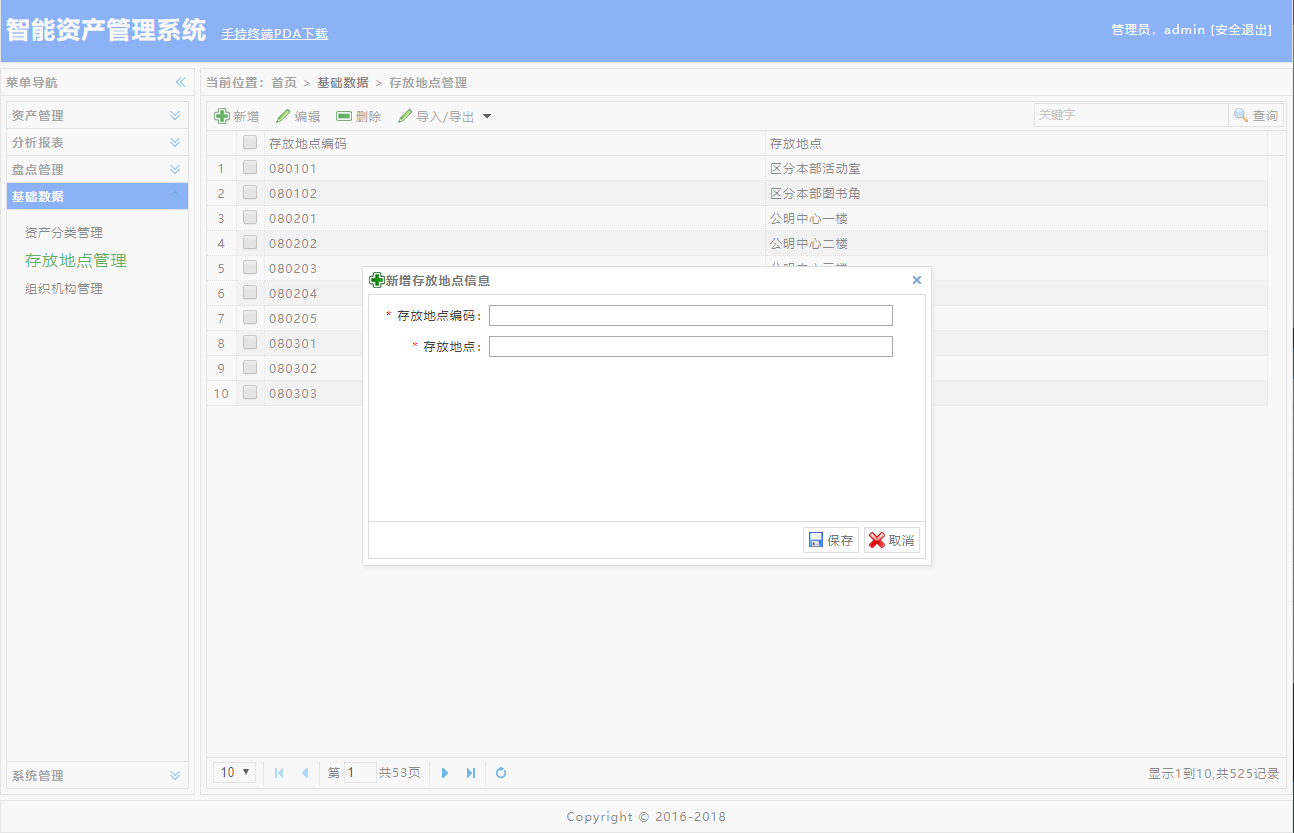 智能资产管理系统 手持终端PDA下载
管理员，admin [安全退出]
菜单导航
当前位置：首页 > 基础数据 > 存放地点管理
资产管理
分析报表
盘点管理
基础数据
资产分类管理
存放地点管理
组织机构管理
系统管理
新增 编辑 删除 导入/导出
关键字 查询
存放地点编码 存放地点
1 080101 区分本部活动室
2 080102 区分本部图书角
3 080201 公明中心一楼
4 080202 公明中心二楼
5 080203
6 080204
7 080205
8 080301
9 080302
10 080303
新增存放地点信息
* 存放地点编码：
* 存放地点：
保存 取消
10 第 1 共53页
显示1到10,共525记录
Copyright © 2016-2018